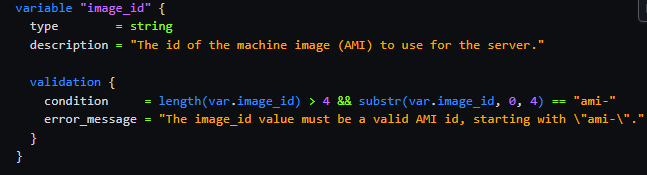 variable "image_id" {
  type        = string
  description = "The id of the machine image (AMI) to use for the server."

  validation {
    condition     = length(var.image_id) > 4 && substr(var.image_id, 0, 4) == "ami-"
    error_message = "The image_id value must be a valid AMI id, starting with \"ami-\"."
  }
}